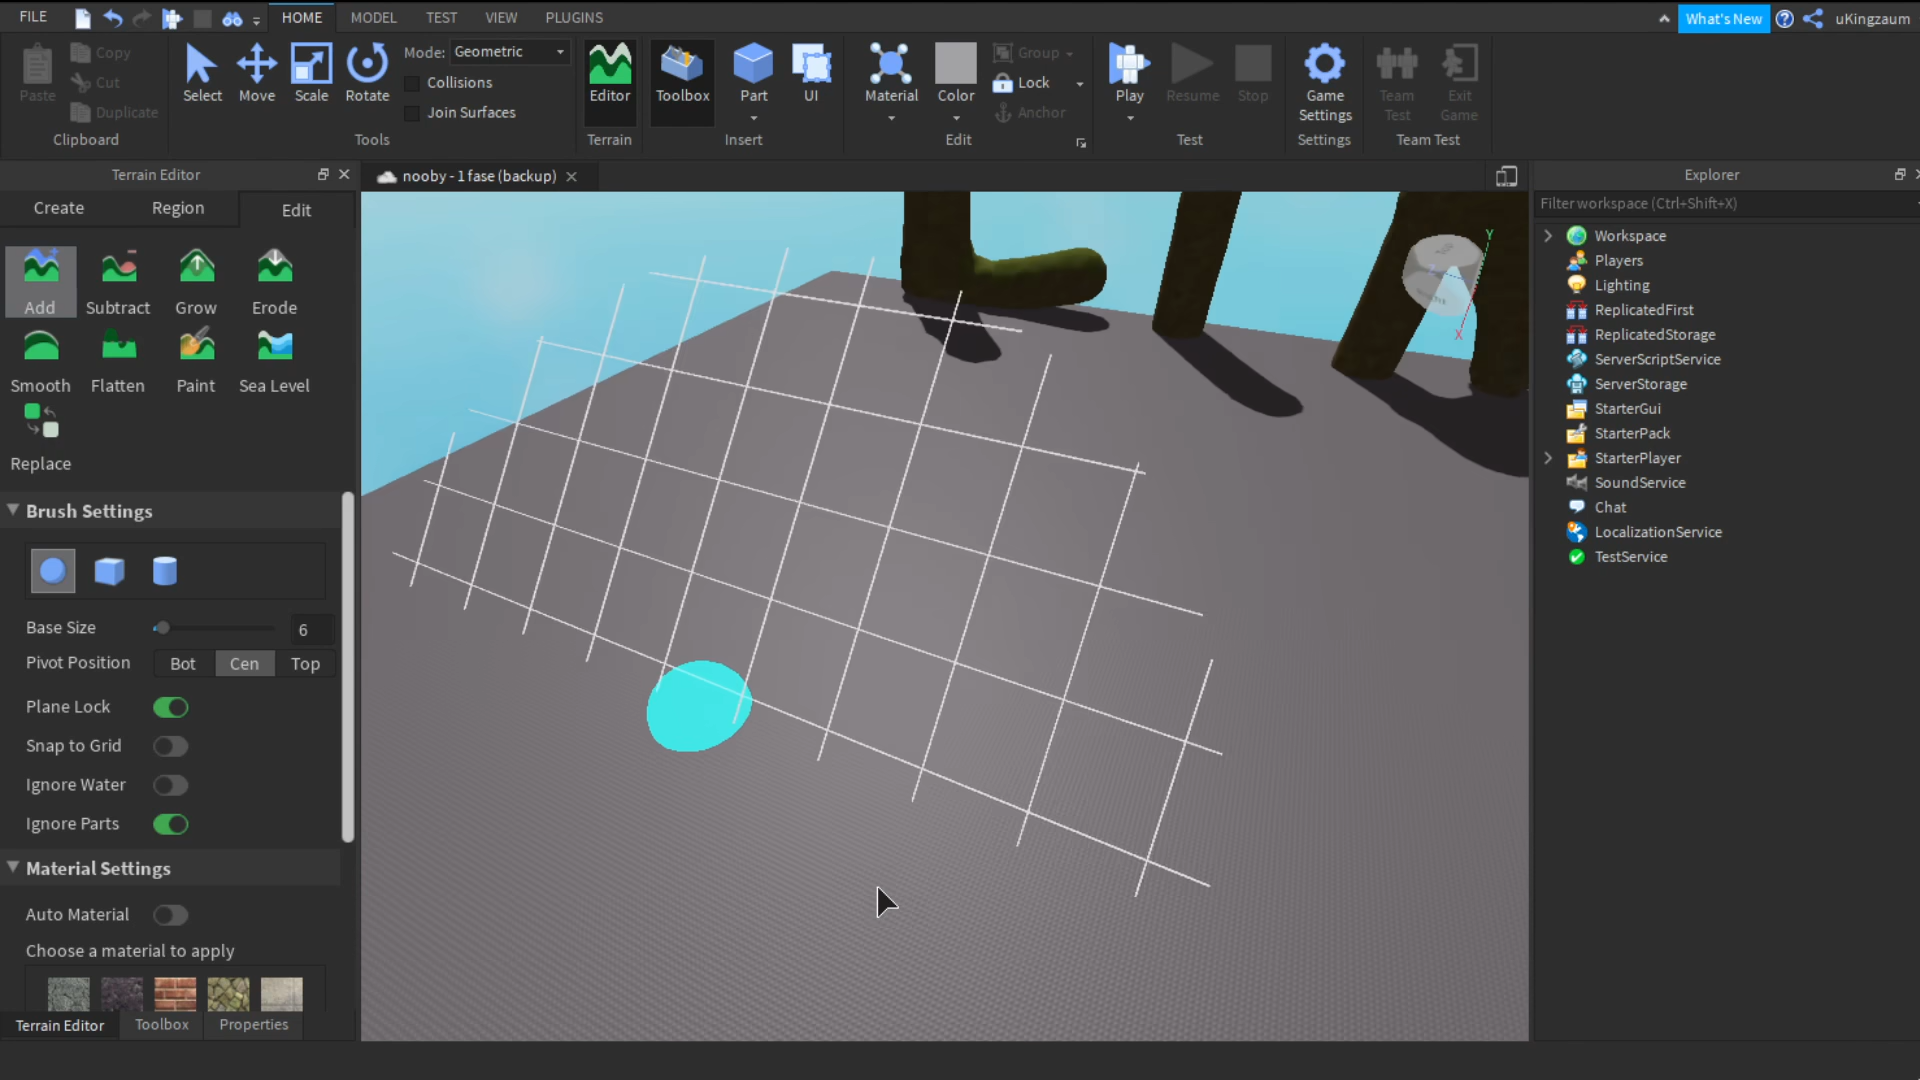 FILE
HOME
MODEL
TEST
VIEW
PLUGINS
What's New
uKingzaum
Paste
Copy
Cut
Duplicate
Clipboard
Select
Move
Scale
Rotate
Mode: Geometric
Collisions
Join Surfaces
Tools
Editor
Terrain
Toolbox
Part
UI
Insert
Material
Color
Group
Lock
Anchor
Edit
Play
Resume
Stop
Test
Game
Settings
Settings
Team
Test
Exit
Game
Team Test
Terrain Editor
nooby - 1 fase (backup)
Explorer
Create
Region
Edit
Filter workspace (Ctrl+Shift+X)
Add
Subtract
Grow
Erode
Smooth
Flatten
Paint
Sea Level
Replace
Brush Settings
Base Size
6
Pivot Position
Bot
Cen
Top
Plane Lock
Snap to Grid
Ignore Water
Ignore Parts
Material Settings
Auto Material
Choose a material to apply
Terrain Editor
Toolbox
Properties
Y
X
Workspace
Players
Lighting
ReplicatedFirst
ReplicatedStorage
ServerScriptService
ServerStorage
StarterGui
StarterPack
StarterPlayer
SoundService
Chat
LocalizationService
TestService